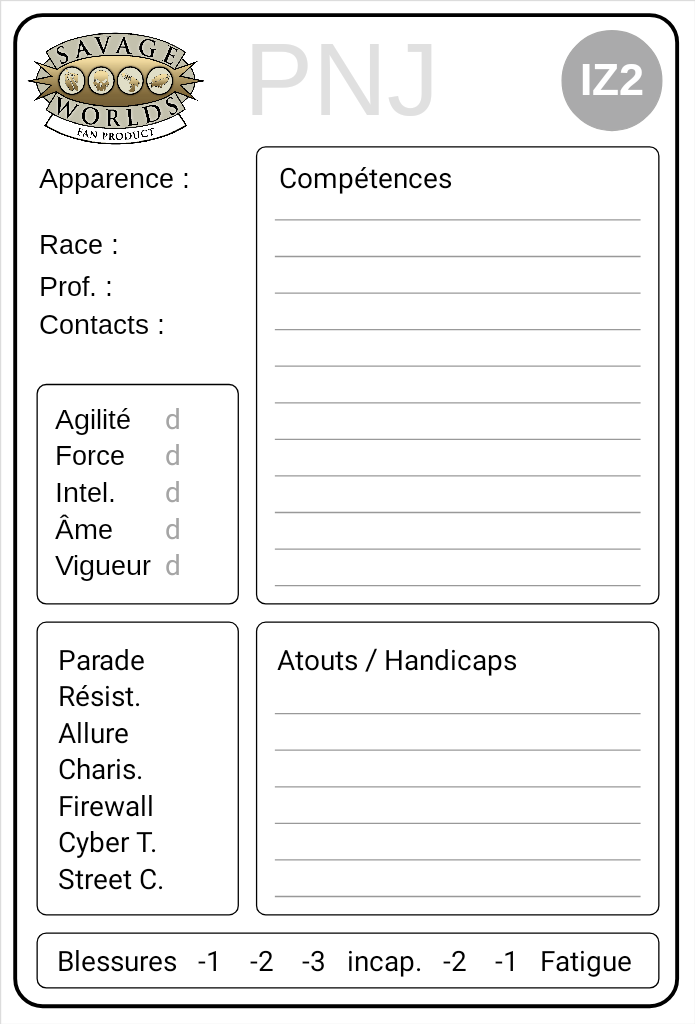 SAVAGE
WORLDS
FAN PRODUCT
PNJ
IZ2
Apparence :
Race :
Prof. :
Contacts :
Compétences
Agilité d
Force d
Intel. d
Âme d
Vigueur d
Parade
Résist.
Allure
Charis.
Firewall
Cyber T.
Street C.
Atouts / Handicaps
Blessures -1 -2 -3 incap. -2 -1 Fatigue